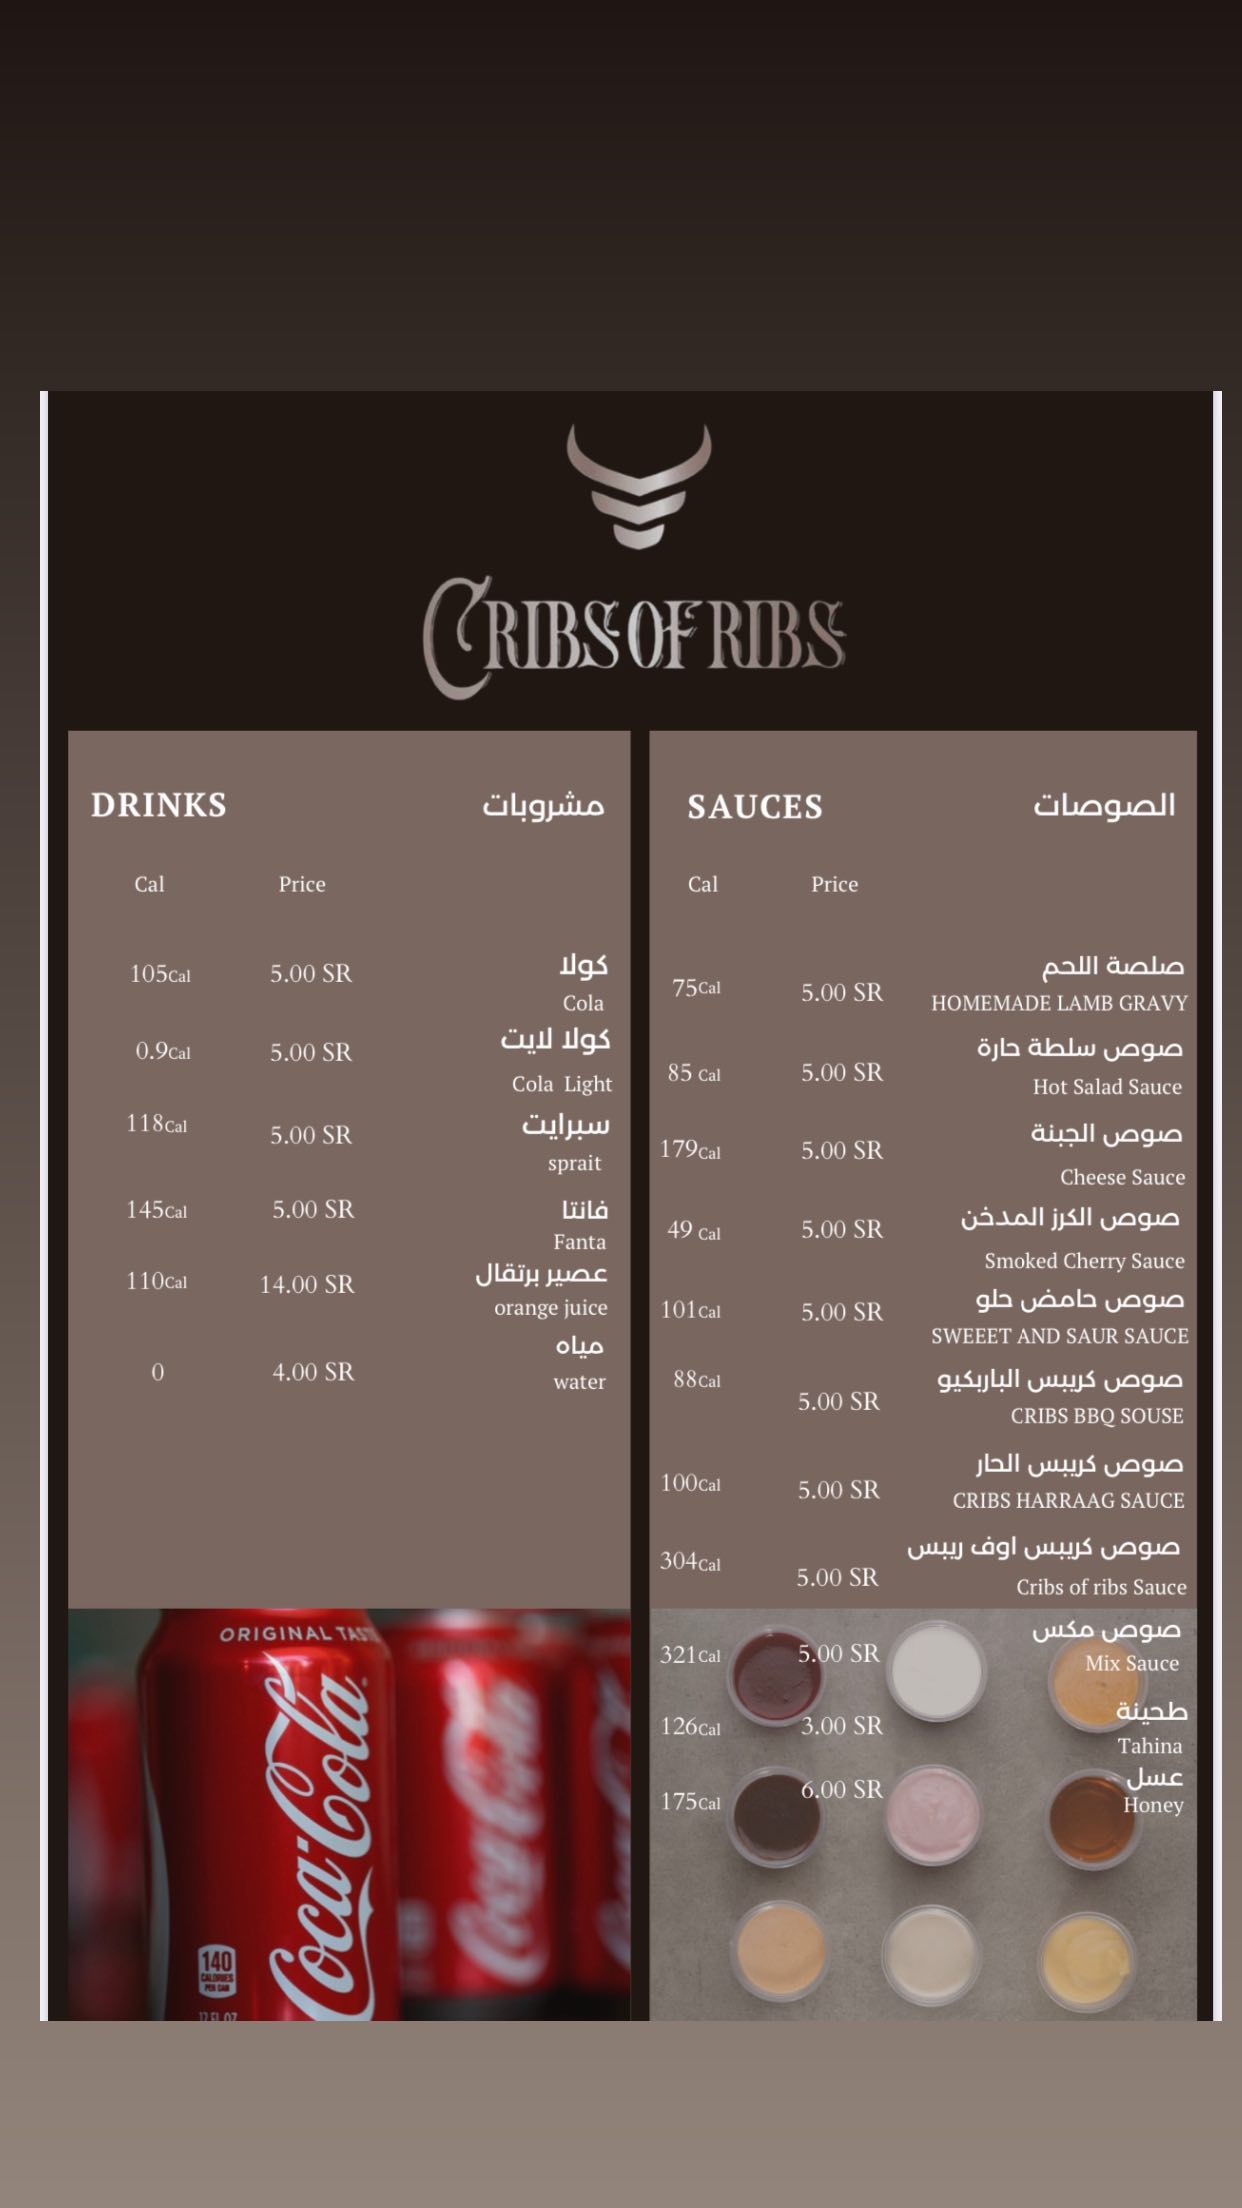 CRIBS OF RIBS
DRINKS مشروبات
Cal Price
105Cal 5.00 SR كولا
Cola
0.9Cal 5.00 SR كولا لايت
Cola Light
118Cal 5.00 SR سبرايت
sprait
145Cal 5.00 SR فانتا
Fanta
110Cal 14.00 SR عصير برتقال
orange juice
0 4.00 SR مياه
water
ORIGINAL TAST
Coca-Cola
140
CALORIES
PER CAN
12 FL OZ
Coca-Cola
SAUCES الصوصات
Cal Price
75Cal 5.00 SR صلصة اللحم
HOMEMADE LAMB GRAVY
85 Cal 5.00 SR صوص سلطة حارة
Hot Salad Sauce
179Cal 5.00 SR صوص الجبنة
Cheese Sauce
49 Cal 5.00 SR صوص الكرز المدخن
Smoked Cherry Sauce
101Cal 5.00 SR صوص حامض حلو
SWEEET AND SAUR SAUCE
88Cal 5.00 SR صوص كريبس الباربكيو
CRIBS BBQ SOUSE
100Cal 5.00 SR صوص كريبس الحار
CRIBS HARRAAG SAUCE
304Cal 5.00 SR صوص كريبس اوف ريبس
Cribs of ribs Sauce
321Cal 5.00 SR صوص مكس
Mix Sauce
126Cal 3.00 SR طحينة
Tahina
175Cal 6.00 SR عسل
Honey